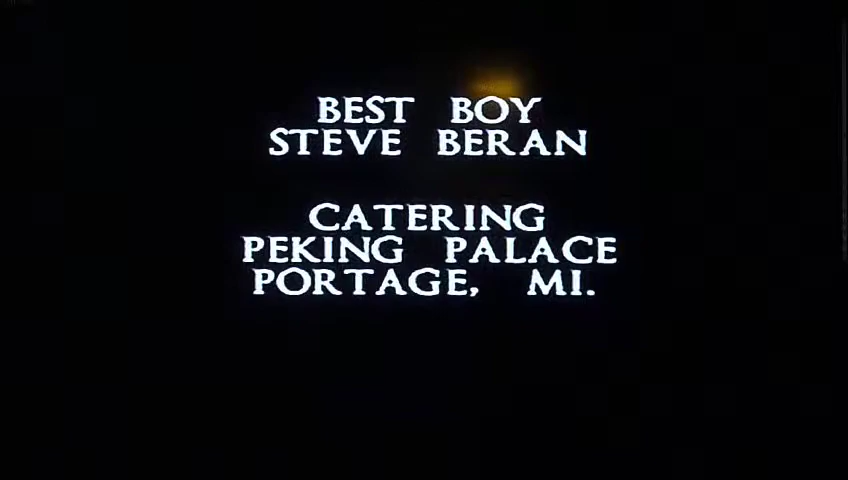 BEST BOY
STEVE BERAN
CATERING
PEKING PALACE
PORTAGE, MI.